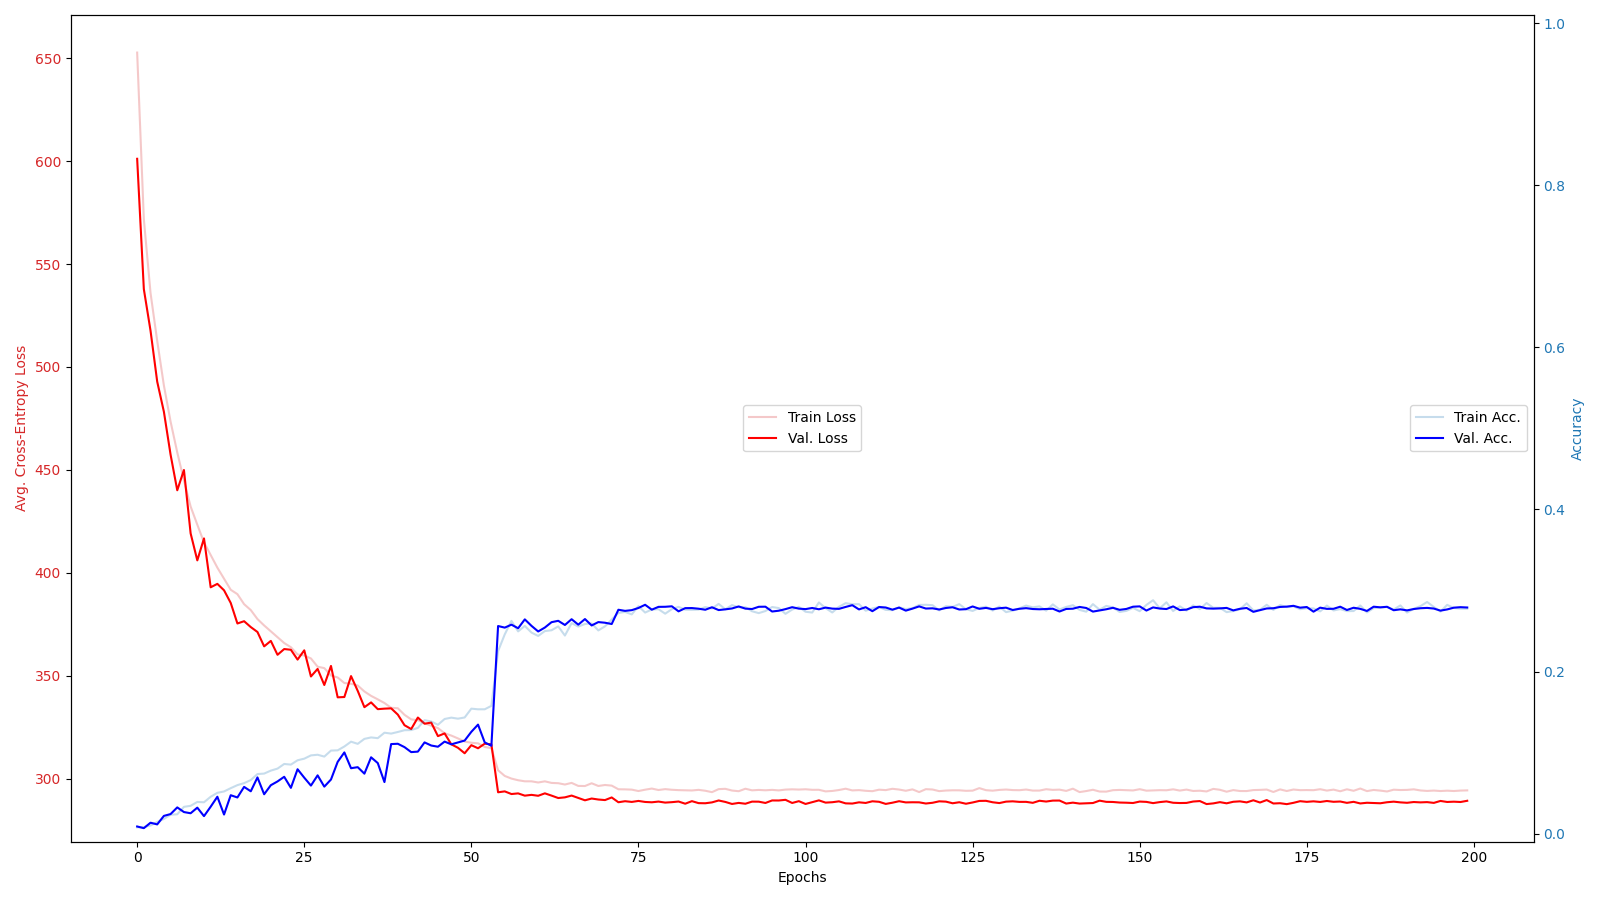 Avg. Cross-Entropy Loss
650
600
550
500
450
400
350
300
Train Loss
Val. Loss
Train Acc.
Val. Acc.
1.0
0.8
0.6
0.4
0.2
0.0
Accuracy
0 25 50 75 100 125 150 175 200
Epochs